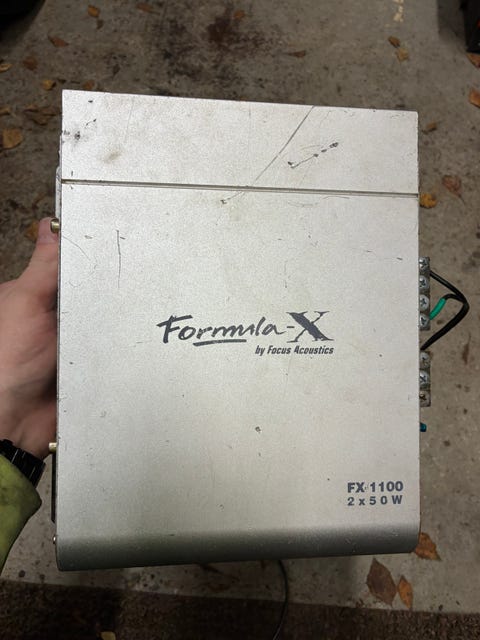 Formula-X
by Focus Acoustics
FX-1100
2 x 5 0 W